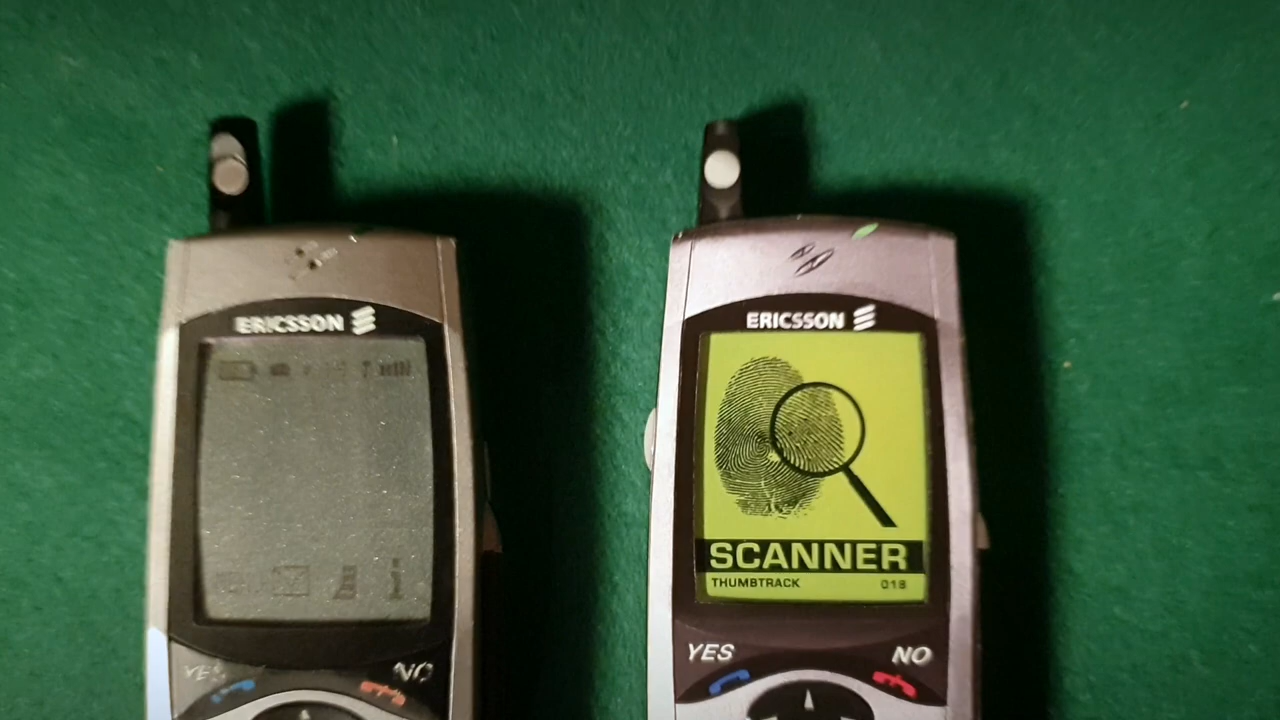 ERICSSON
YES
NO
ERICSSON
SCANNER
THUMBTRACK 018
YES
NO